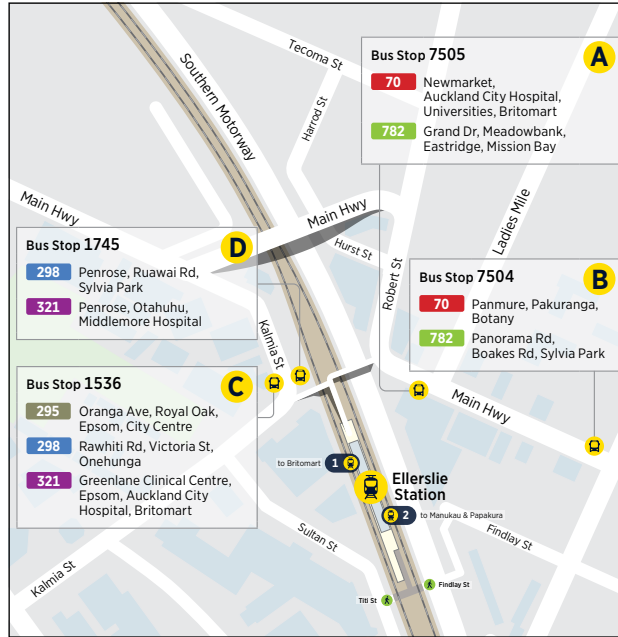 Tecoma St
Southern Motorway
Harrod St
Bus Stop 7505
A
70
Newmarket,
Auckland City Hospital,
Universities, Britomart
782
Grand Dr, Meadowbank,
Eastridge, Mission Bay
Main Hwy
Main Hwy
Hurst St
Robert St
Ladies Mile
Bus Stop 1745
D
298
Penrose, Ruawai Rd,
Sylvia Park
321
Penrose, Otahuhu,
Middlemore Hospital
Bus Stop 7504
B
70
Panmure, Pakuranga,
Botany
782
Panorama Rd,
Boakes Rd, Sylvia Park
Kalmia St
Main Hwy
Bus Stop 1536
C
295
Oranga Ave, Royal Oak,
Epsom, City Centre
298
Rawhiti Rd, Victoria St,
Onehunga
321
Greenlane Clinical Centre,
Epsom, Auckland City
Hospital, Britomart
to Britomart
1
Ellerslie
Station
2
to Manukau & Papakura
Sultan St
Findlay St
Kalmia St
Titi St
Findlay St